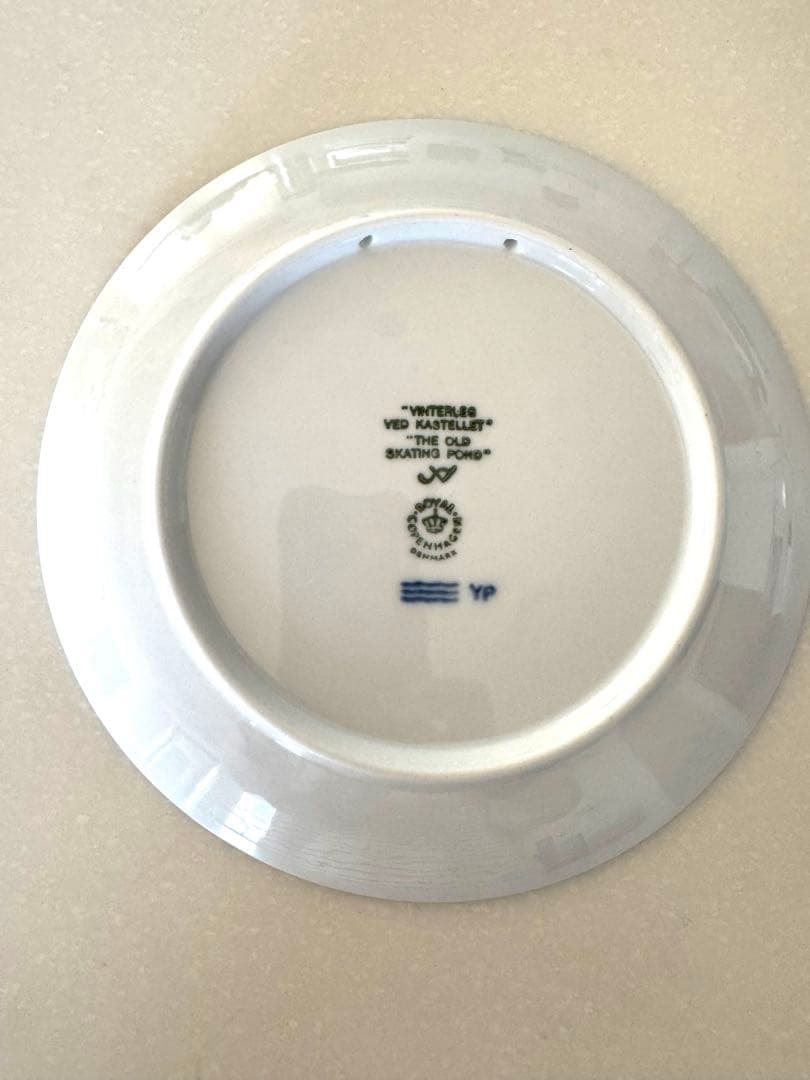 "VINTERLEG
VED KASTELLET"
"THE OLD
SKATING POND"
ROYAL
COPENHAGEN
DENMARK
YP